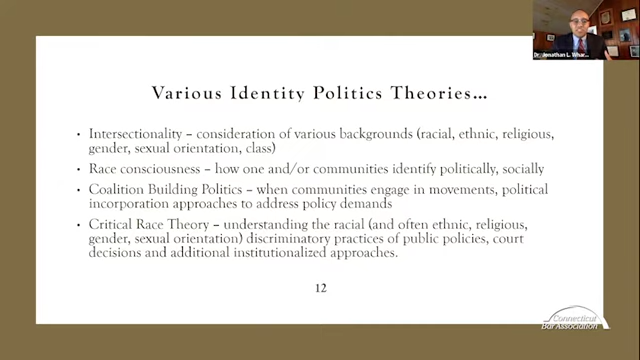 Dr. Jonathan L. Whar...
Various Identity Politics Theories...
• Intersectionality – consideration of various backgrounds (racial, ethnic, religious,
gender, sexual orientation, class)
• Race consciousness – how one and/or communities identify politically, socially
• Coalition Building Politics – when communities engage in movements, political
incorporation approaches to address policy demands
• Critical Race Theory – understanding the racial (and often ethnic, religious,
gender, sexual orientation) discriminatory practices of public policies, court
decisions and additional institutionalized approaches.
12
Connecticut
Bar Association